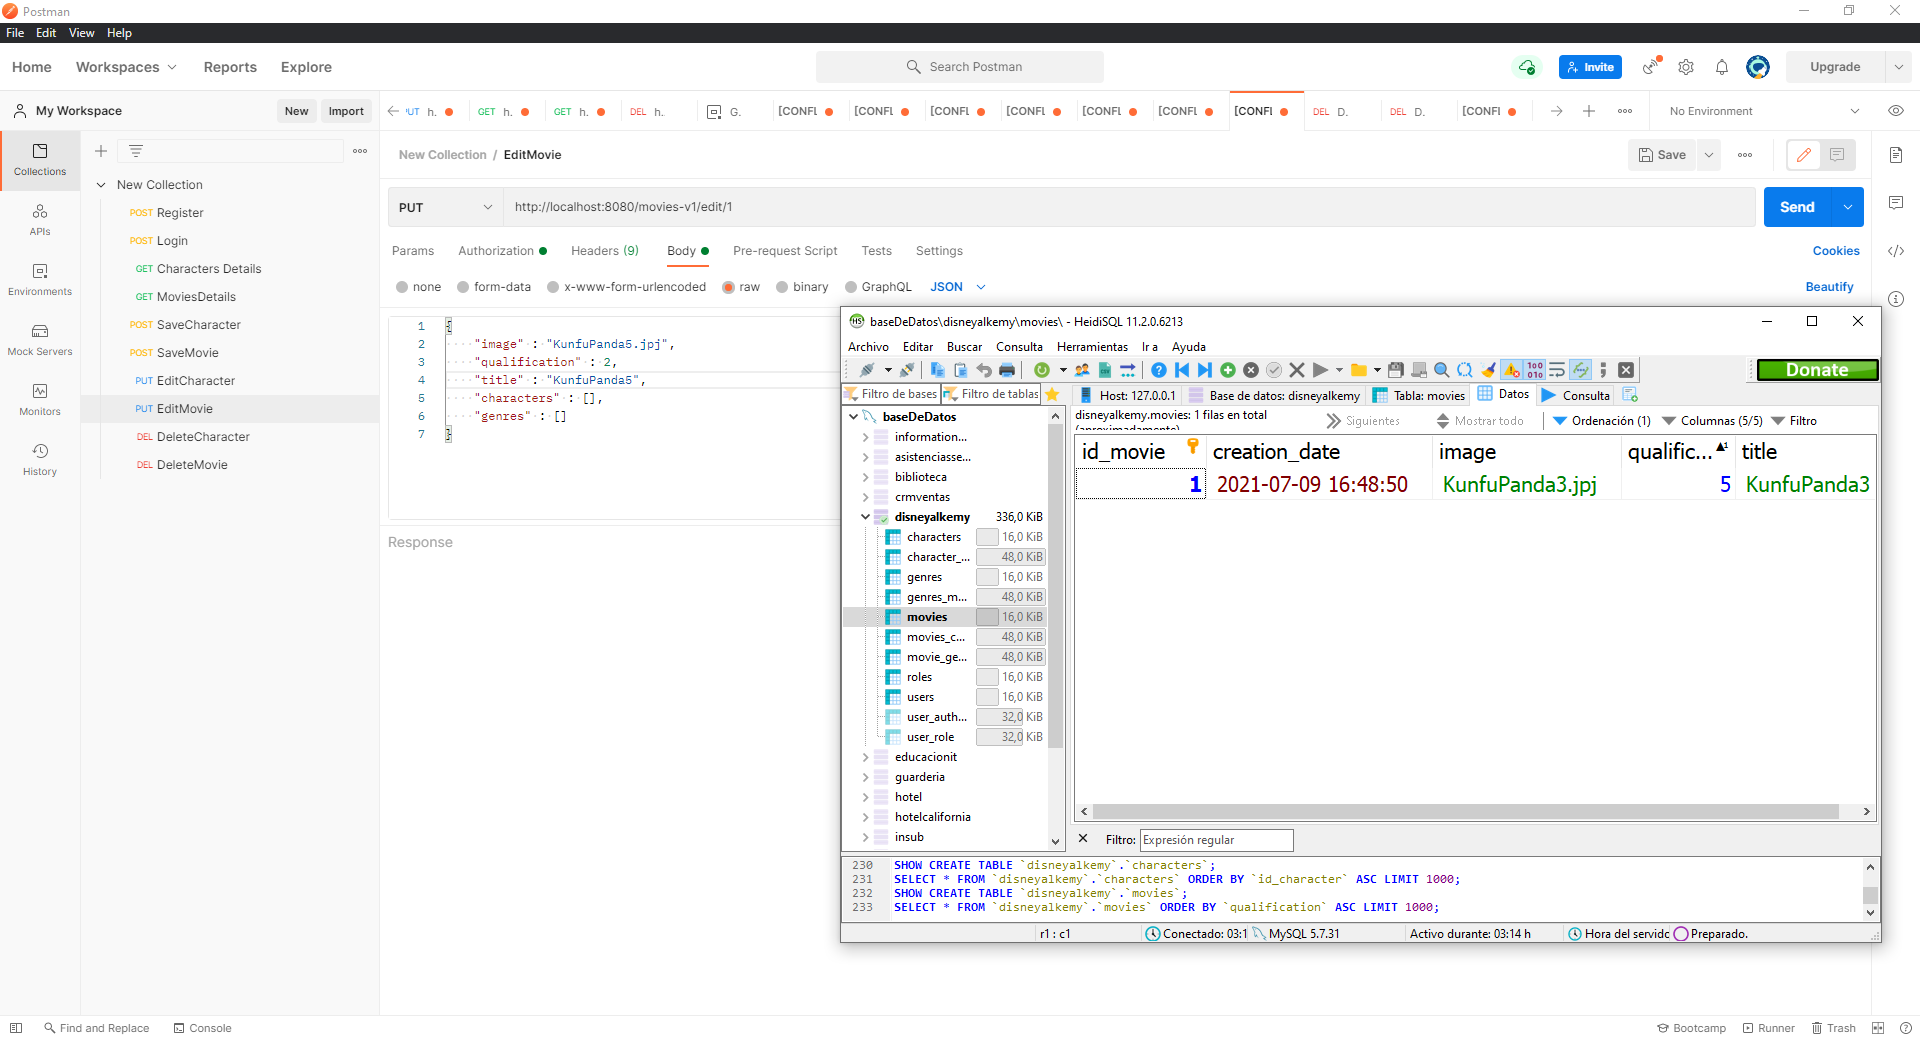 Postman
File Edit View Help
Home Workspaces Reports Explore
Search Postman
Invite
Upgrade
My Workspace
New Import
PUT h.
GET h.
GET h.
DEL h.
G.
[CONFL
[CONFL
[CONFL
[CONFL
[CONFL
[CONFL
[CONFL
DEL D.
DEL D.
[CONFL
No Environment
Collections
APIs
Environments
Mock Servers
Monitors
History
New Collection
POST Register
POST Login
GET Characters Details
GET MoviesDetails
POST SaveCharacter
POST SaveMovie
PUT EditCharacter
PUT EditMovie
DEL DeleteCharacter
DEL DeleteMovie
New Collection / EditMovie
Save
PUT
http://localhost:8080/movies-v1/edit/1
Send
Params Authorization Headers (9) Body Pre-request Script Tests Settings
Cookies
none form-data x-www-form-urlencoded raw binary GraphQL JSON
Beautify
1 {
2 "image" : "KunfuPanda5.jpj",
3 "qualification" : 2,
4 "title" : "KunfuPanda5",
5 "characters" : [],
6 "genres" : []
7 }
Response
baseDeDatos\disneyalkemy\movies\ - HeidiSQL 11.2.0.6213
Archivo Editar Buscar Consulta Herramientas Ir a Ayuda
Donate
Filtro de bases Filtro de tablas
Host: 127.0.0.1 Base de datos: disneyalkemy Tabla: movies Datos Consulta
baseDeDatos
information...
asistenciasse...
biblioteca
crmventas
disneyalkemy 336,0 KiB
characters 16,0 KiB
character_... 48,0 KiB
genres 16,0 KiB
genres_m... 48,0 KiB
movies 16,0 KiB
movies_c... 48,0 KiB
movie_ge... 48,0 KiB
roles 16,0 KiB
users 16,0 KiB
user_auth... 32,0 KiB
user_role 32,0 KiB
educacionit
guarderia
hotel
hotelcalifornia
insub
disneyalkemy.movies: 1 filas en total
(aproximadamente)
Siguientes Mostrar todo Ordenación (1) Columnas (5/5) Filtro
id_movie creation_date image qualific... 1 title
1 2021-07-09 16:48:50 KunfuPanda3.jpj 5 KunfuPanda3
Filtro: Expresión regular
230 SHOW CREATE TABLE `disneyalkemy`.`characters`;
231 SELECT * FROM `disneyalkemy`.`characters` ORDER BY `id_character` ASC LIMIT 1000;
232 SHOW CREATE TABLE `disneyalkemy`.`movies`;
233 SELECT * FROM `disneyalkemy`.`movies` ORDER BY `qualification` ASC LIMIT 1000;
r1 : c1 Conectado: 03:1 MySQL 5.7.31 Activo durante: 03:14 h Hora del servido Preparado.
Find and Replace Console
Bootcamp Runner Trash